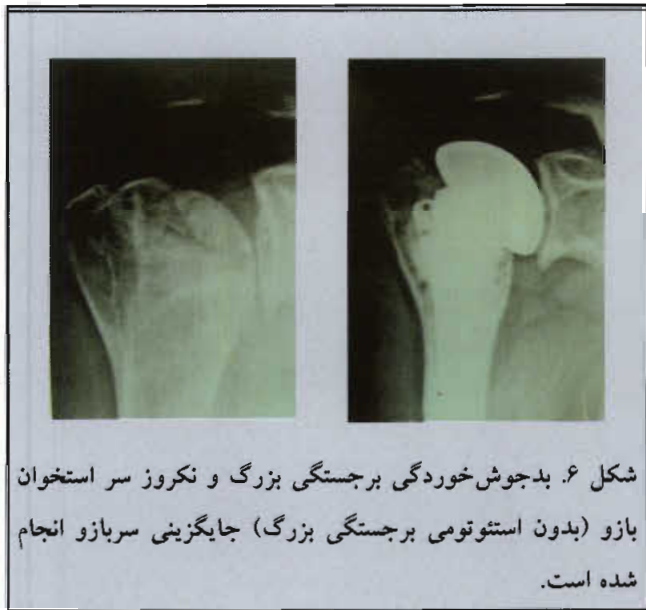 شکل ۶. بدجوش‌خوردگی برجستگی بزرگ و نکروز سر استخوان
بازو (بدون استئوتومی برجستگی بزرگ) جایگزینی سربازو انجام
شده است.